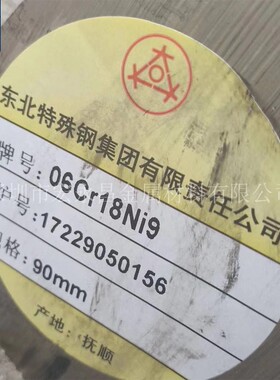 东北特殊钢集团有限责任公司
牌号: 06Cr18Ni9
炉号: 17229050156
规格: 90mm
产地: 抚顺